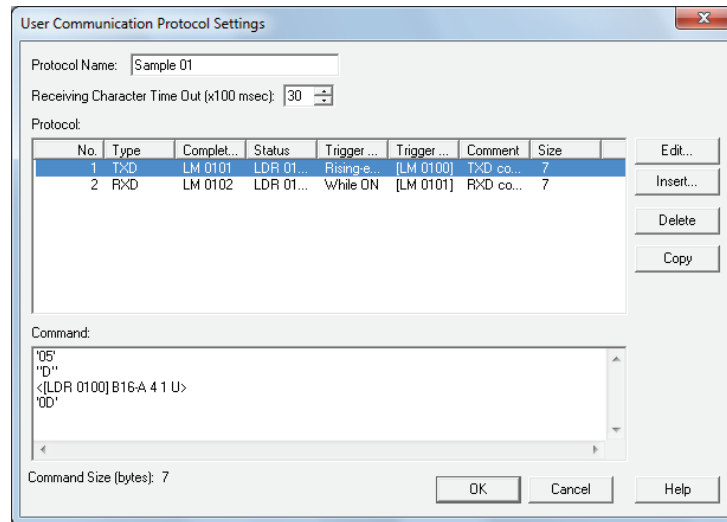 User Communication Protocol Settings
Protocol Name: Sample 01
Receiving Character Time Out (x100 msec): 30
Protocol:
No. Type Complet... Status Trigger ... Trigger ... Comment Size
1 TXD LM 0101 LDR 01... Rising-e... [LM 0100] TXD co... 7
2 RXD LM 0102 LDR 01... While ON [LM 0101] RXD co... 7
Edit...
Insert...
Delete
Copy
Command:
'05'
"D"
<[LDR 0100] B16-A 4 1 U>
'0D'
Command Size (bytes): 7
OK Cancel Help